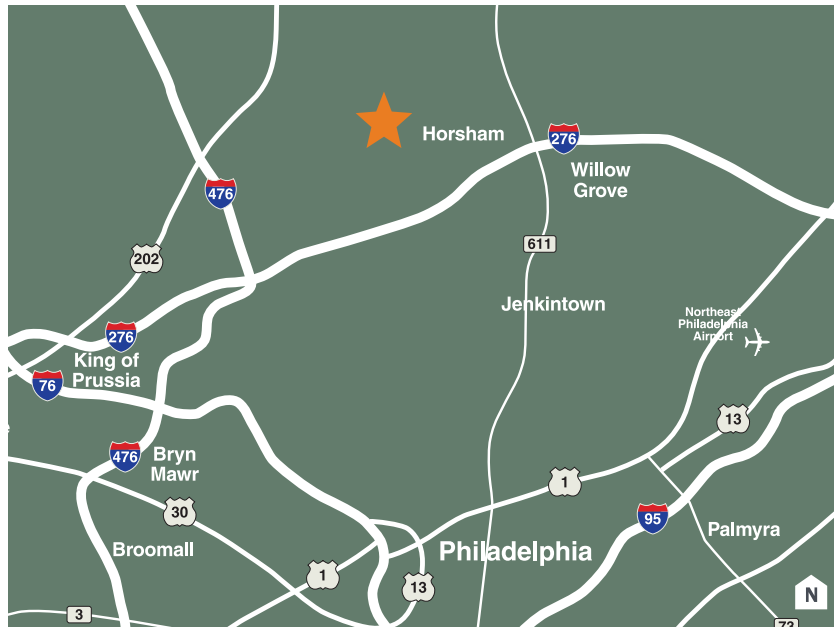 Horsham
276
Willow
Grove
476
611
202
Jenkintown
Northeast
Philadelphia
Airport
276
King of
Prussia
76
13
476
Bryn
Mawr
1
30
95
Palmyra
Broomall
Philadelphia
1
13
N
3
73